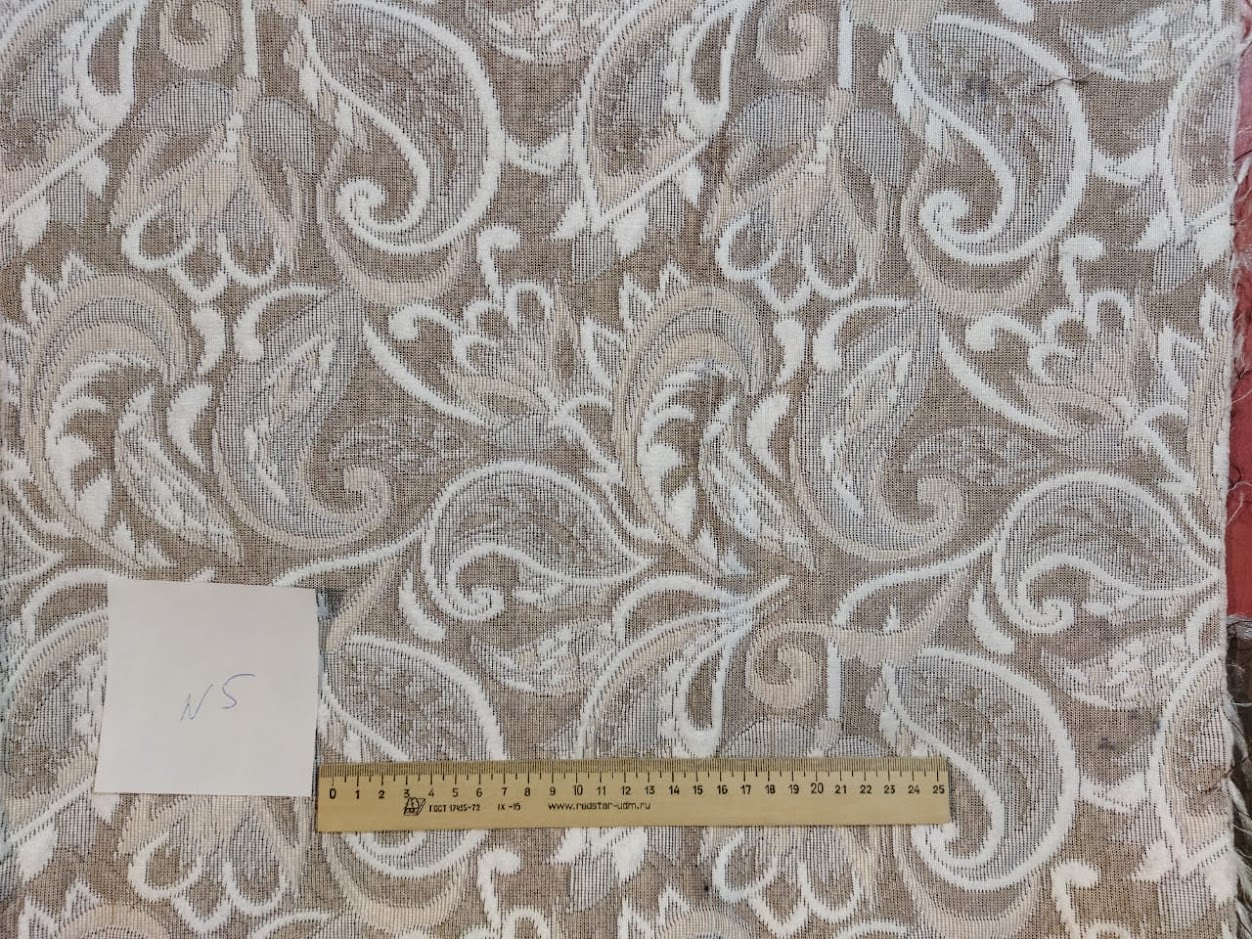 N5
0 1 2 3 4 5 6 7 8 9 10 11 12 13 14 15 16 17 18 19 20 21 22 23 24 25
ГОСТ 17435-72 IX-15 www.redstar-udm.ru